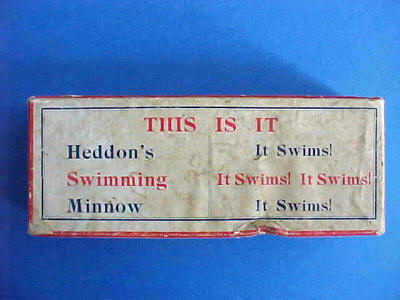 THIS IS IT
Heddon's It Swims!
Swimming It Swims! It Swims!
Minnow It Swims!